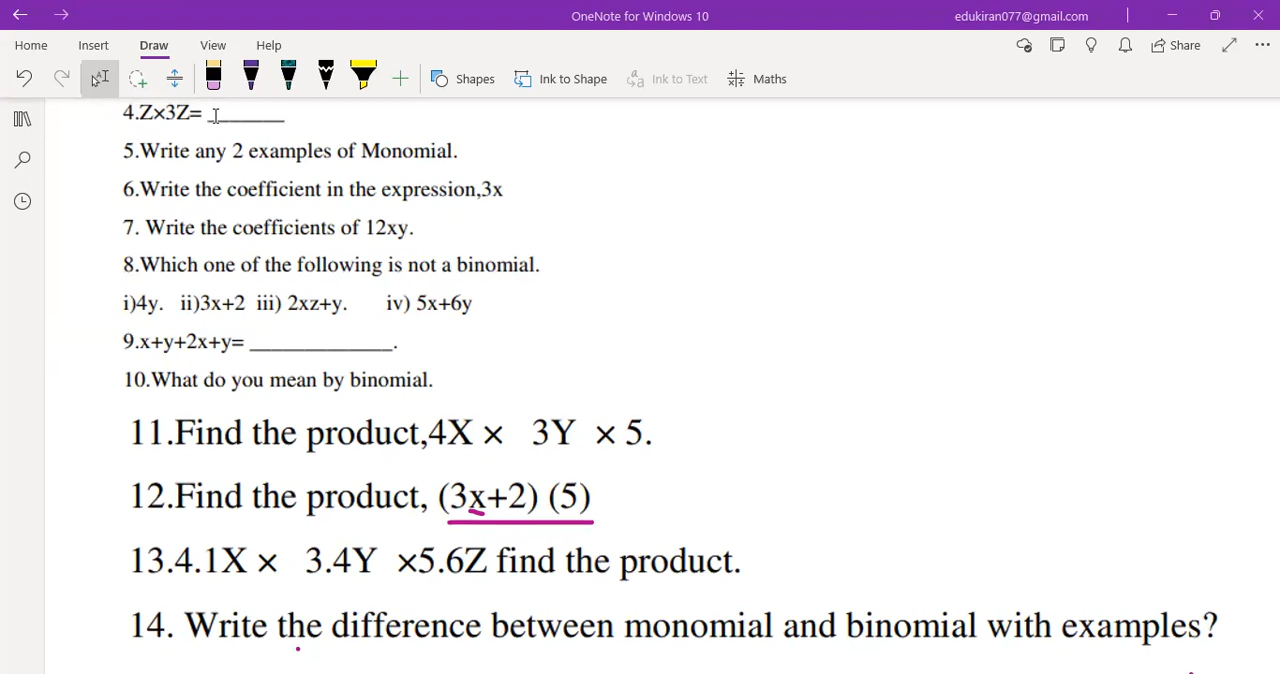 OneNote for Windows 10
edukiran077@gmail.com
Home Insert Draw View Help
Share
Shapes Ink to Shape Ink to Text Maths
4.Z×3Z= _______
5.Write any 2 examples of Monomial.
6.Write the coefficient in the expression,3x
7. Write the coefficients of 12xy.
8.Which one of the following is not a binomial.
i)4y. ii)3x+2 iii) 2xz+y. iv) 5x+6y
9.x+y+2x+y= _____________.
10.What do you mean by binomial.
11.Find the product,4X × 3Y × 5.
12.Find the product, (3x+2) (5)
13.4.1X × 3.4Y ×5.6Z find the product.
14. Write the difference between monomial and binomial with examples?